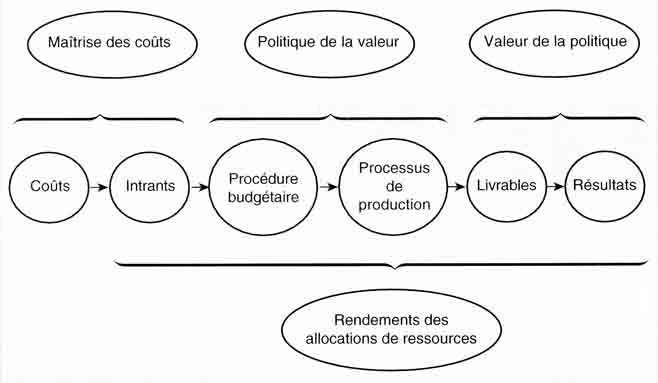 Maîtrise des coûts
Politique de la valeur
Valeur de la politique
Coûts
Intrants
Procédure
budgétaire
Processus
de
production
Livrables
Résultats
Rendements des
allocations de ressources